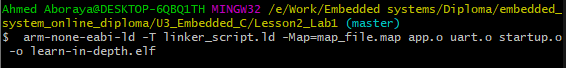 Ahmed Aboraya@DESKTOP-6QBQ1TH MINGW32 /e/Work/Embedded systems/Diploma/embedded_
system_online_diploma/U3_Embedded_C/Lesson2_Lab1 (master)
$  arm-none-eabi-ld -T linker_script.ld -Map=map_file.map app.o uart.o startup.o
-o learn-in-depth.elf